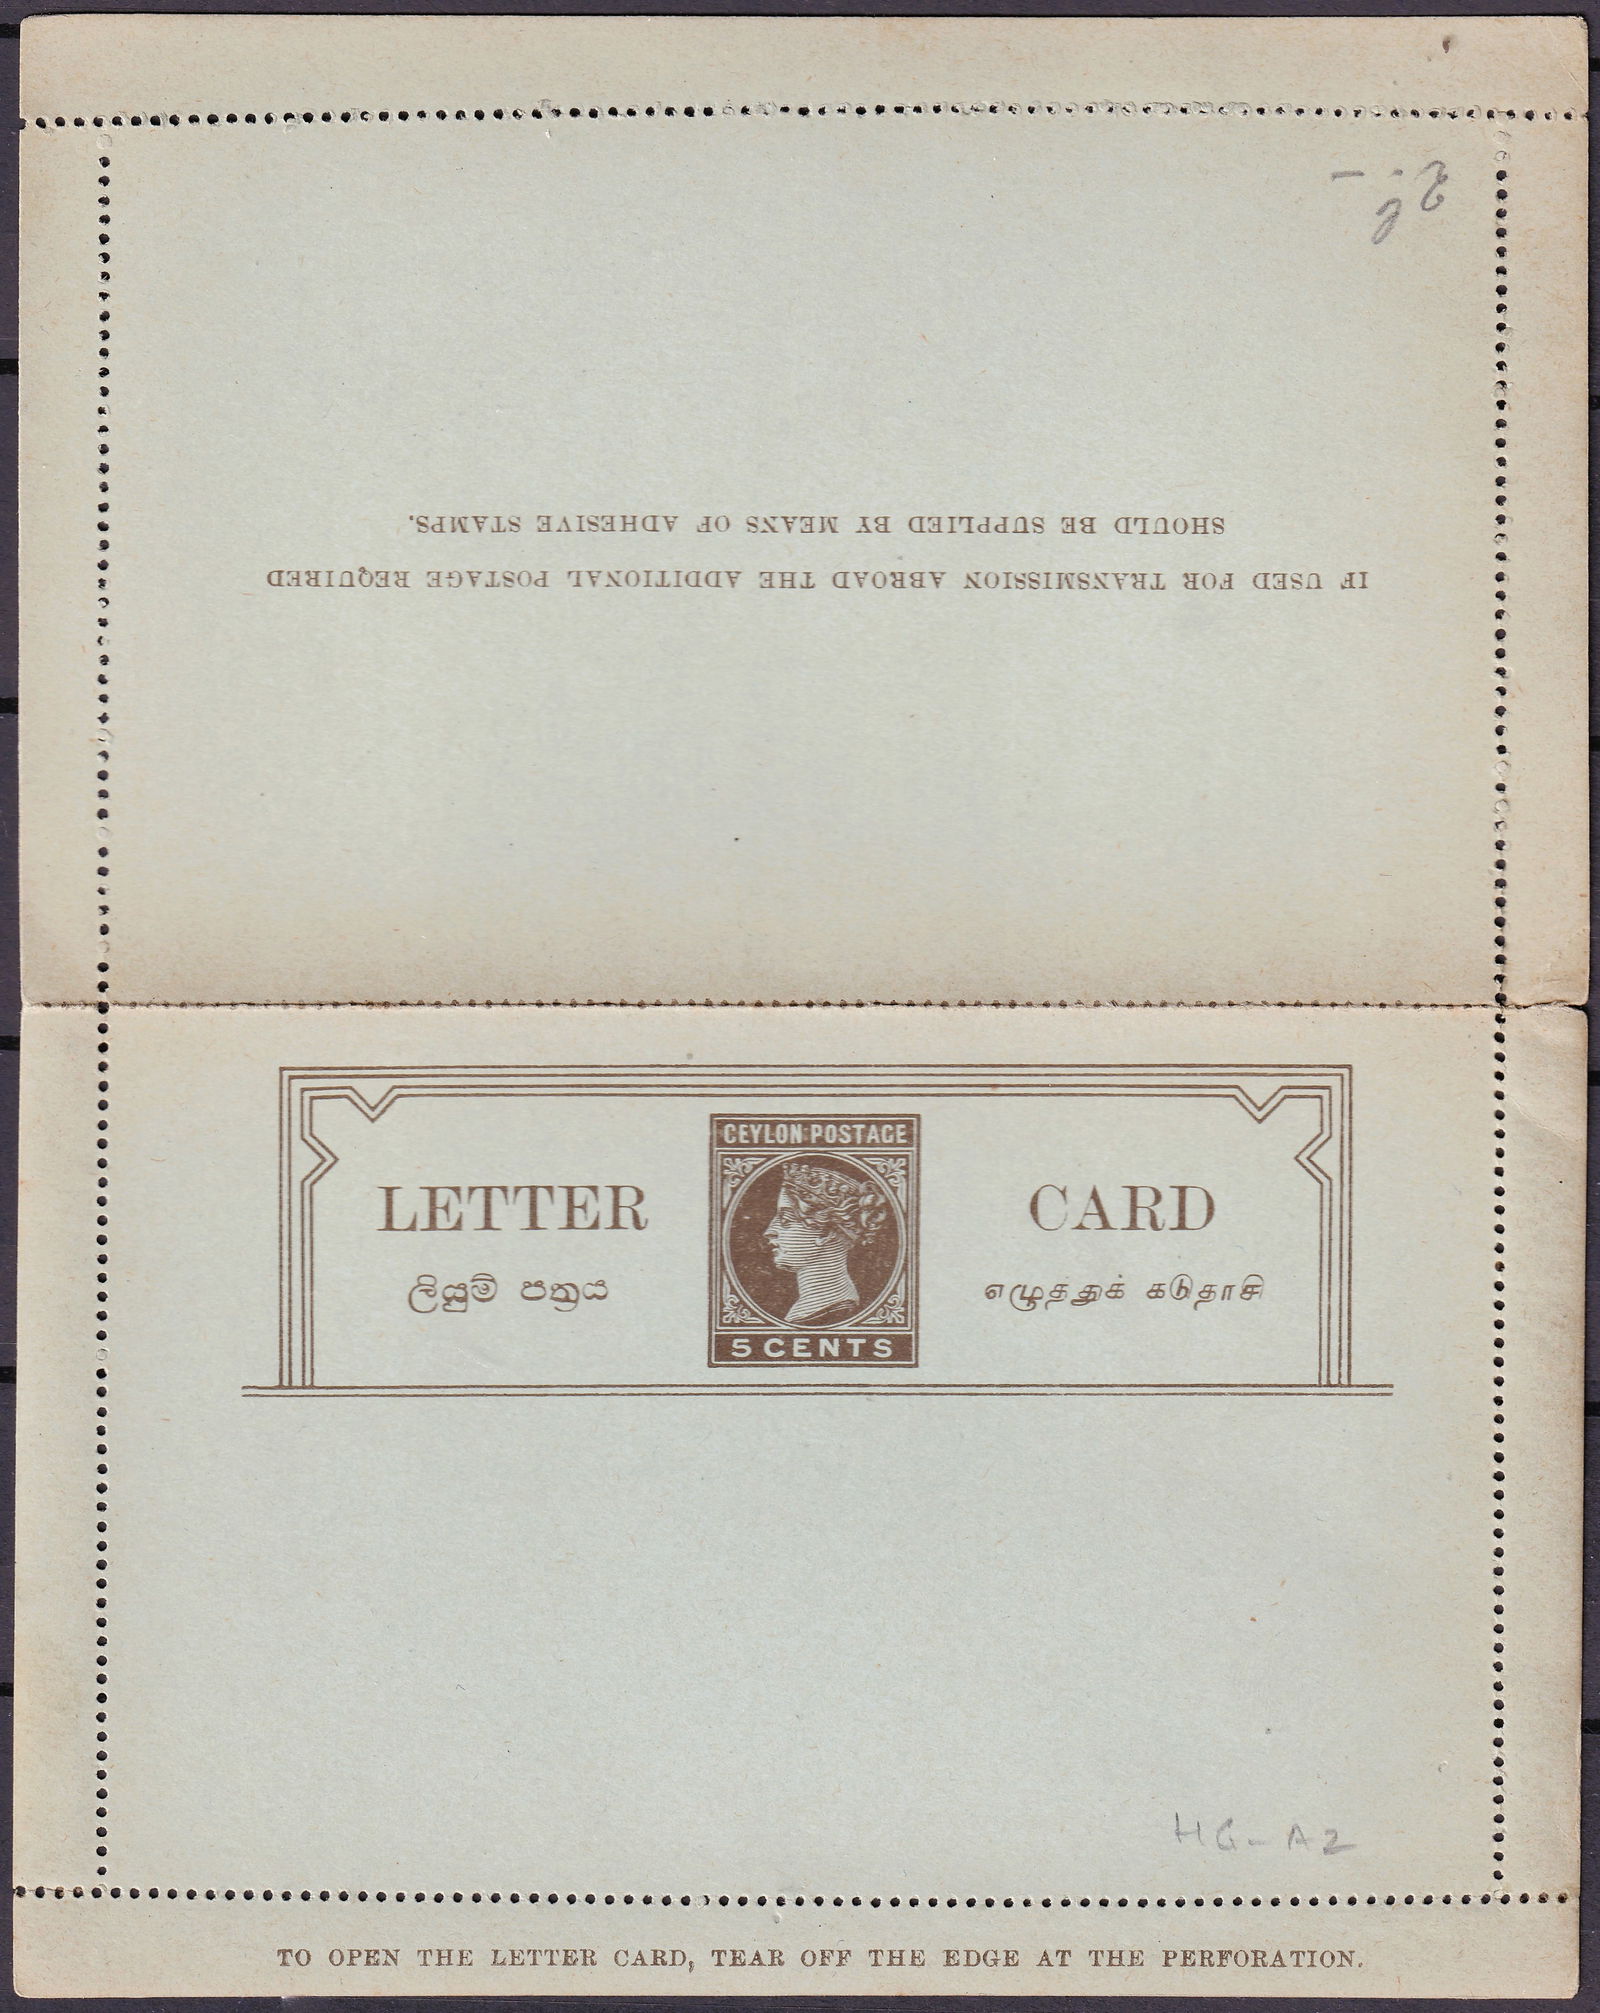 IF USED FOR TRANSMISSION ABROAD THE ADDITIONAL POSTAGE REQUIRED
SHOULD BE SUPPLIED BY MEANS OF ADHESIVE STAMPS.
CEYLON POSTAGE
LETTER CARD
ලියුම් පත්‍රය எழுத்துக் கடுதாசி
5 CENTS
HG-A2
TO OPEN THE LETTER CARD, TEAR OFF THE EDGE AT THE PERFORATION.